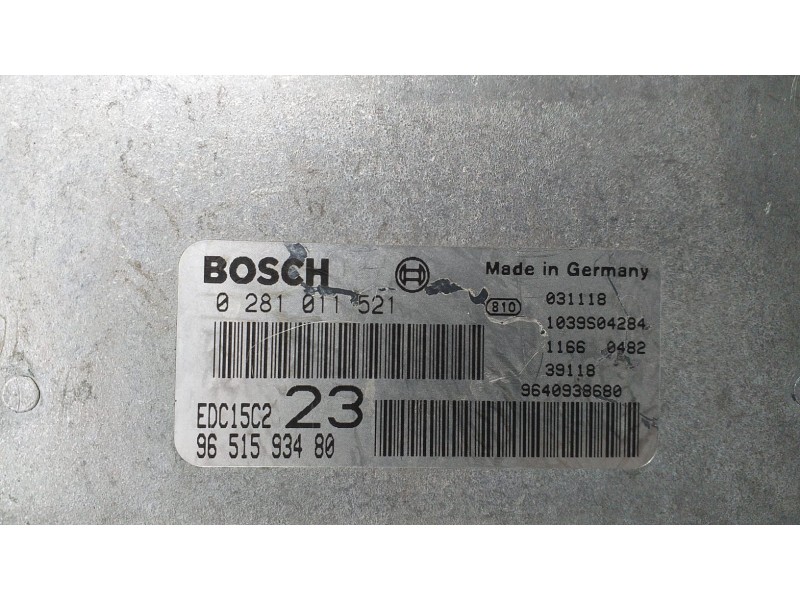 BOSCH
Made in Germany
0 281 011 521
810
031118
1039S04284
1166 0482
39118
9640938680
EDC15C2 23
96 515 934 80